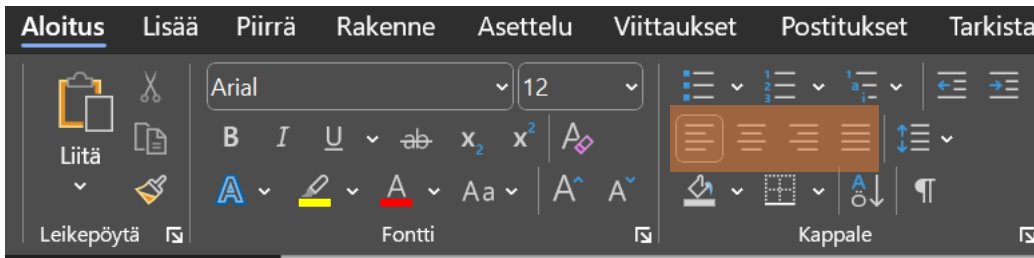 Aloitus Lisää Piirrä Rakenne Asettelu Viittaukset Postitukset Tarkista
Arial 12
B I U ab x₂ x² A
Liitä
A A Aa A A
Leikepöytä Fontti Kappale